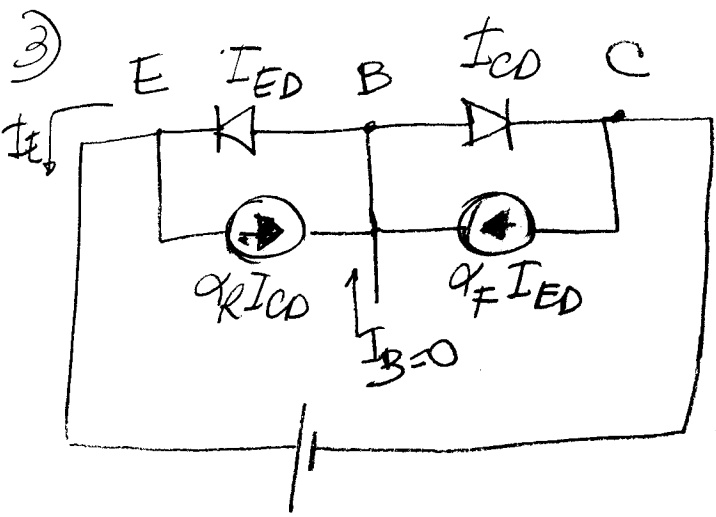 3)
E I_ED B I_CD C
I_E
α_R I_CD α_F I_ED
I_B=0